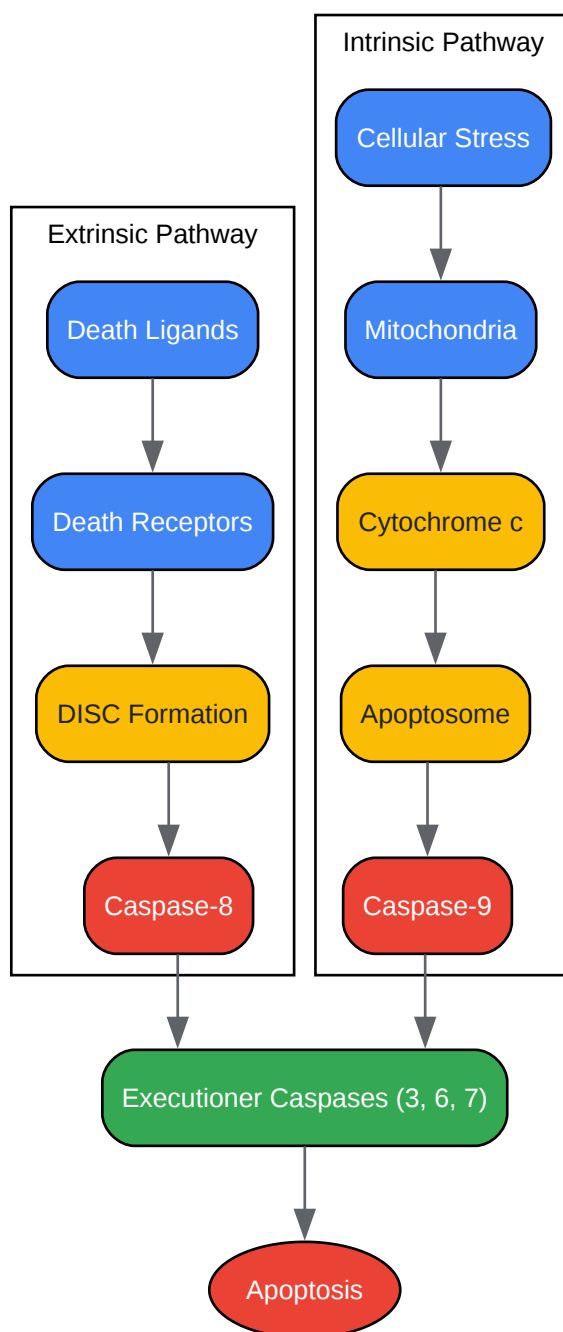 Intrinsic Pathway
Cellular Stress
Mitochondria
Cytochrome c
Apoptosome
Caspase-9
Extrinsic Pathway
Death Ligands
Death Receptors
DISC Formation
Caspase-8
Executioner Caspases (3, 6, 7)
Apoptosis